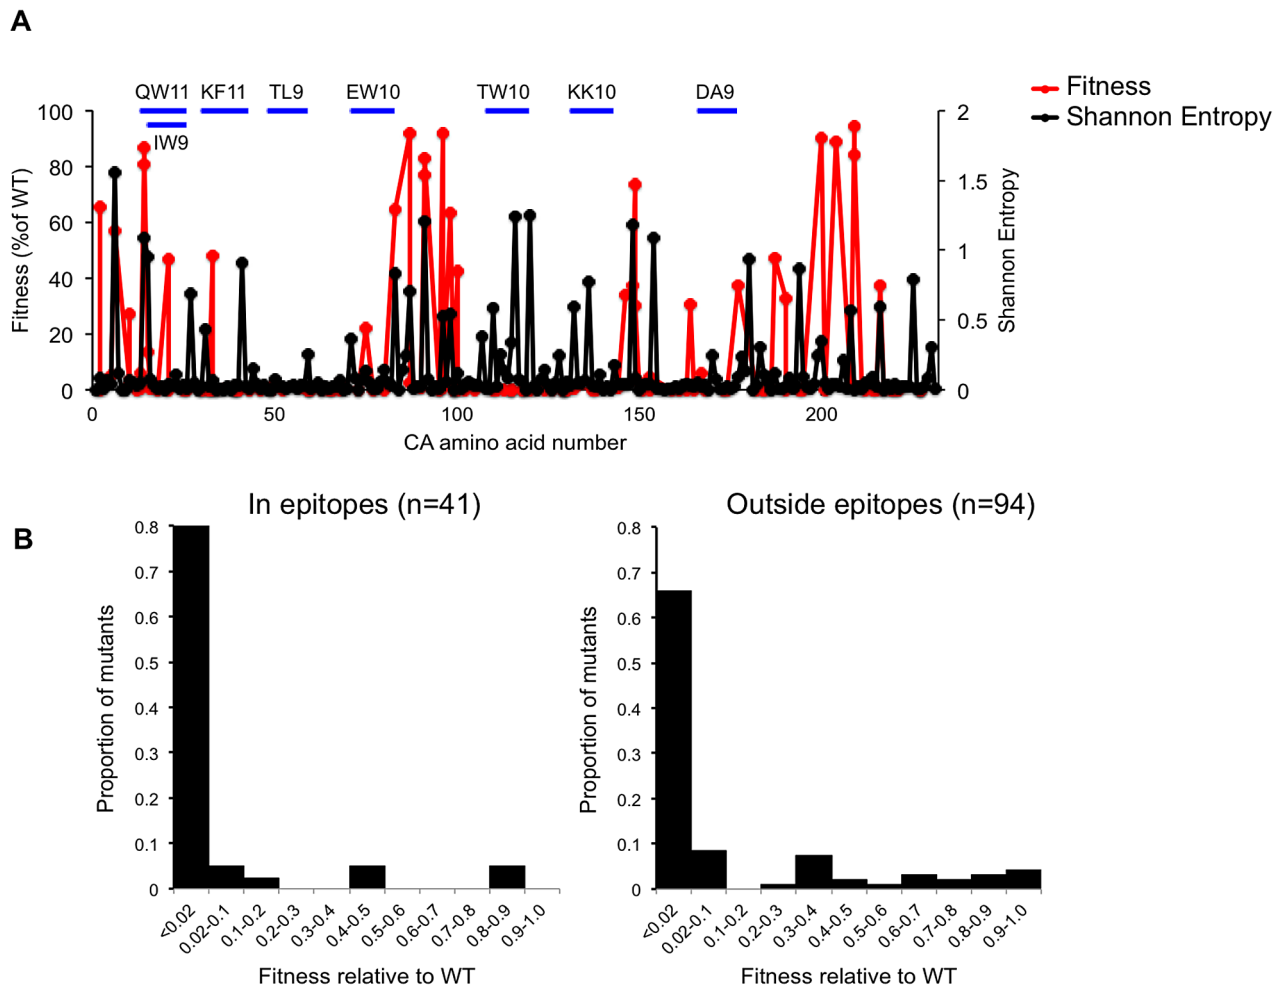 A
QW11 KF11 TL9 EW10 TW10 KK10 DA9
IW9
Fitness
Shannon Entropy
100
80
60
40
20
0
Fitness (%of WT)
2
1.5
1
0.5
0
Shannon Entropy
0 50 100 150 200
CA amino acid number
B
In epitopes (n=41)
0.8
0.7
0.6
0.5
0.4
0.3
0.2
0.1
0
Proportion of mutants
<0.02 0.02-0.1 0.1-0.2 0.2-0.3 0.3-0.4 0.4-0.5 0.5-0.6 0.6-0.7 0.7-0.8 0.8-0.9 0.9-1.0
Fitness relative to WT
Outside epitopes (n=94)
0.8
0.7
0.6
0.5
0.4
0.3
0.2
0.1
0
Proportion of mutants
<0.02 0.02-0.1 0.1-0.2 0.2-0.3 0.3-0.4 0.4-0.5 0.5-0.6 0.6-0.7 0.7-0.8 0.8-0.9 0.9-1.0
Fitness relative to WT